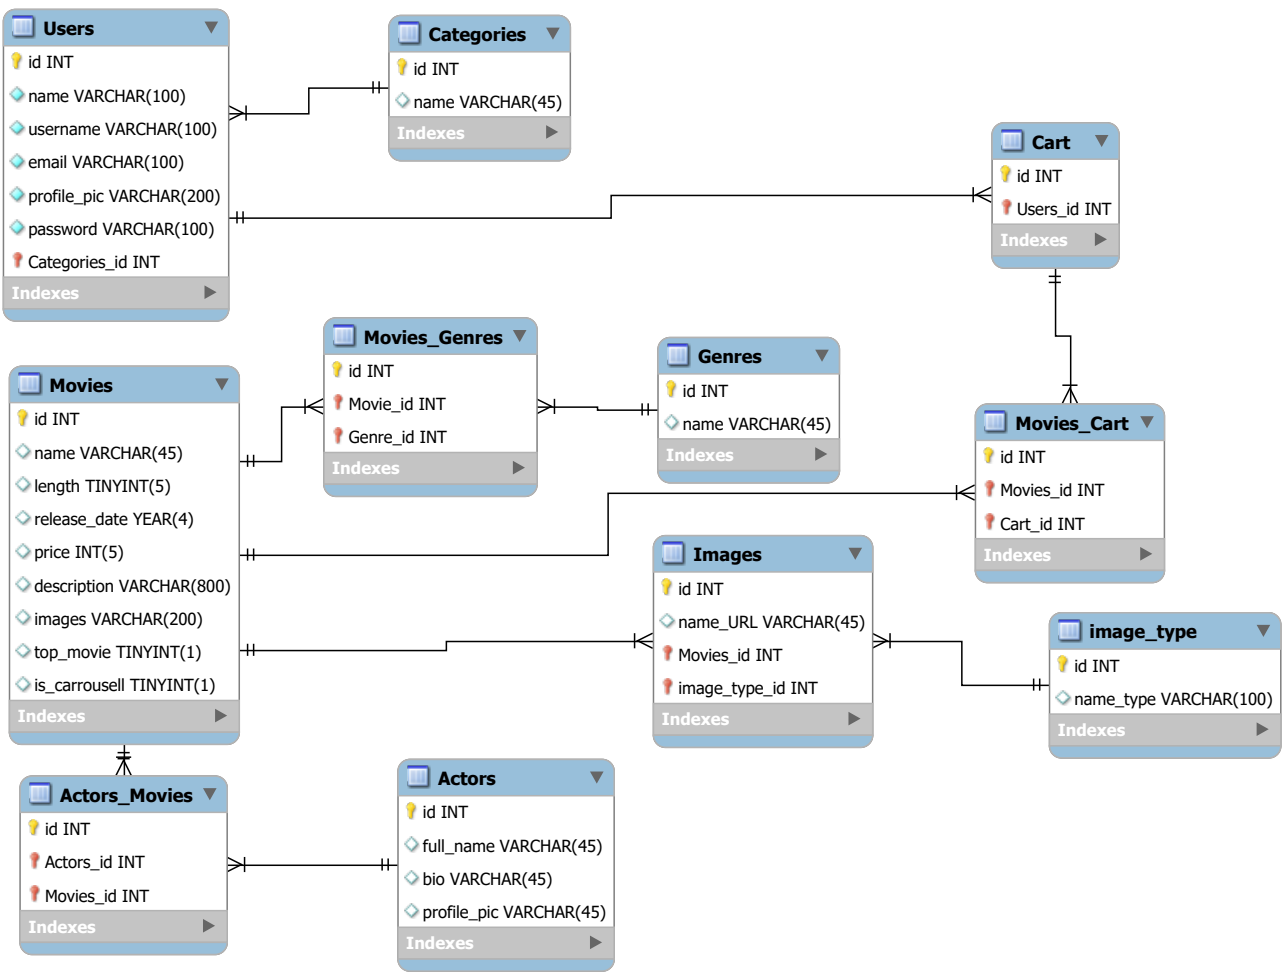 Users
id INT
name VARCHAR(100)
username VARCHAR(100)
email VARCHAR(100)
profile_pic VARCHAR(200)
password VARCHAR(100)
Categories_id INT
Indexes
Categories
id INT
name VARCHAR(45)
Indexes
Cart
id INT
Users_id INT
Indexes
Movies_Genres
id INT
Movie_id INT
Genre_id INT
Indexes
Genres
id INT
name VARCHAR(45)
Indexes
Movies
id INT
name VARCHAR(45)
length TINYINT(5)
release_date YEAR(4)
price INT(5)
description VARCHAR(800)
images VARCHAR(200)
top_movie TINYINT(1)
is_carrousell TINYINT(1)
Indexes
Movies_Cart
id INT
Movies_id INT
Cart_id INT
Indexes
Images
id INT
name_URL VARCHAR(45)
Movies_id INT
image_type_id INT
Indexes
image_type
id INT
name_type VARCHAR(100)
Indexes
Actors_Movies
id INT
Actors_id INT
Movies_id INT
Indexes
Actors
id INT
full_name VARCHAR(45)
bio VARCHAR(45)
profile_pic VARCHAR(45)
Indexes